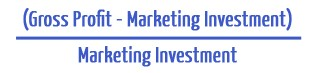 (Gross Profit - Marketing Investment)
Marketing Investment